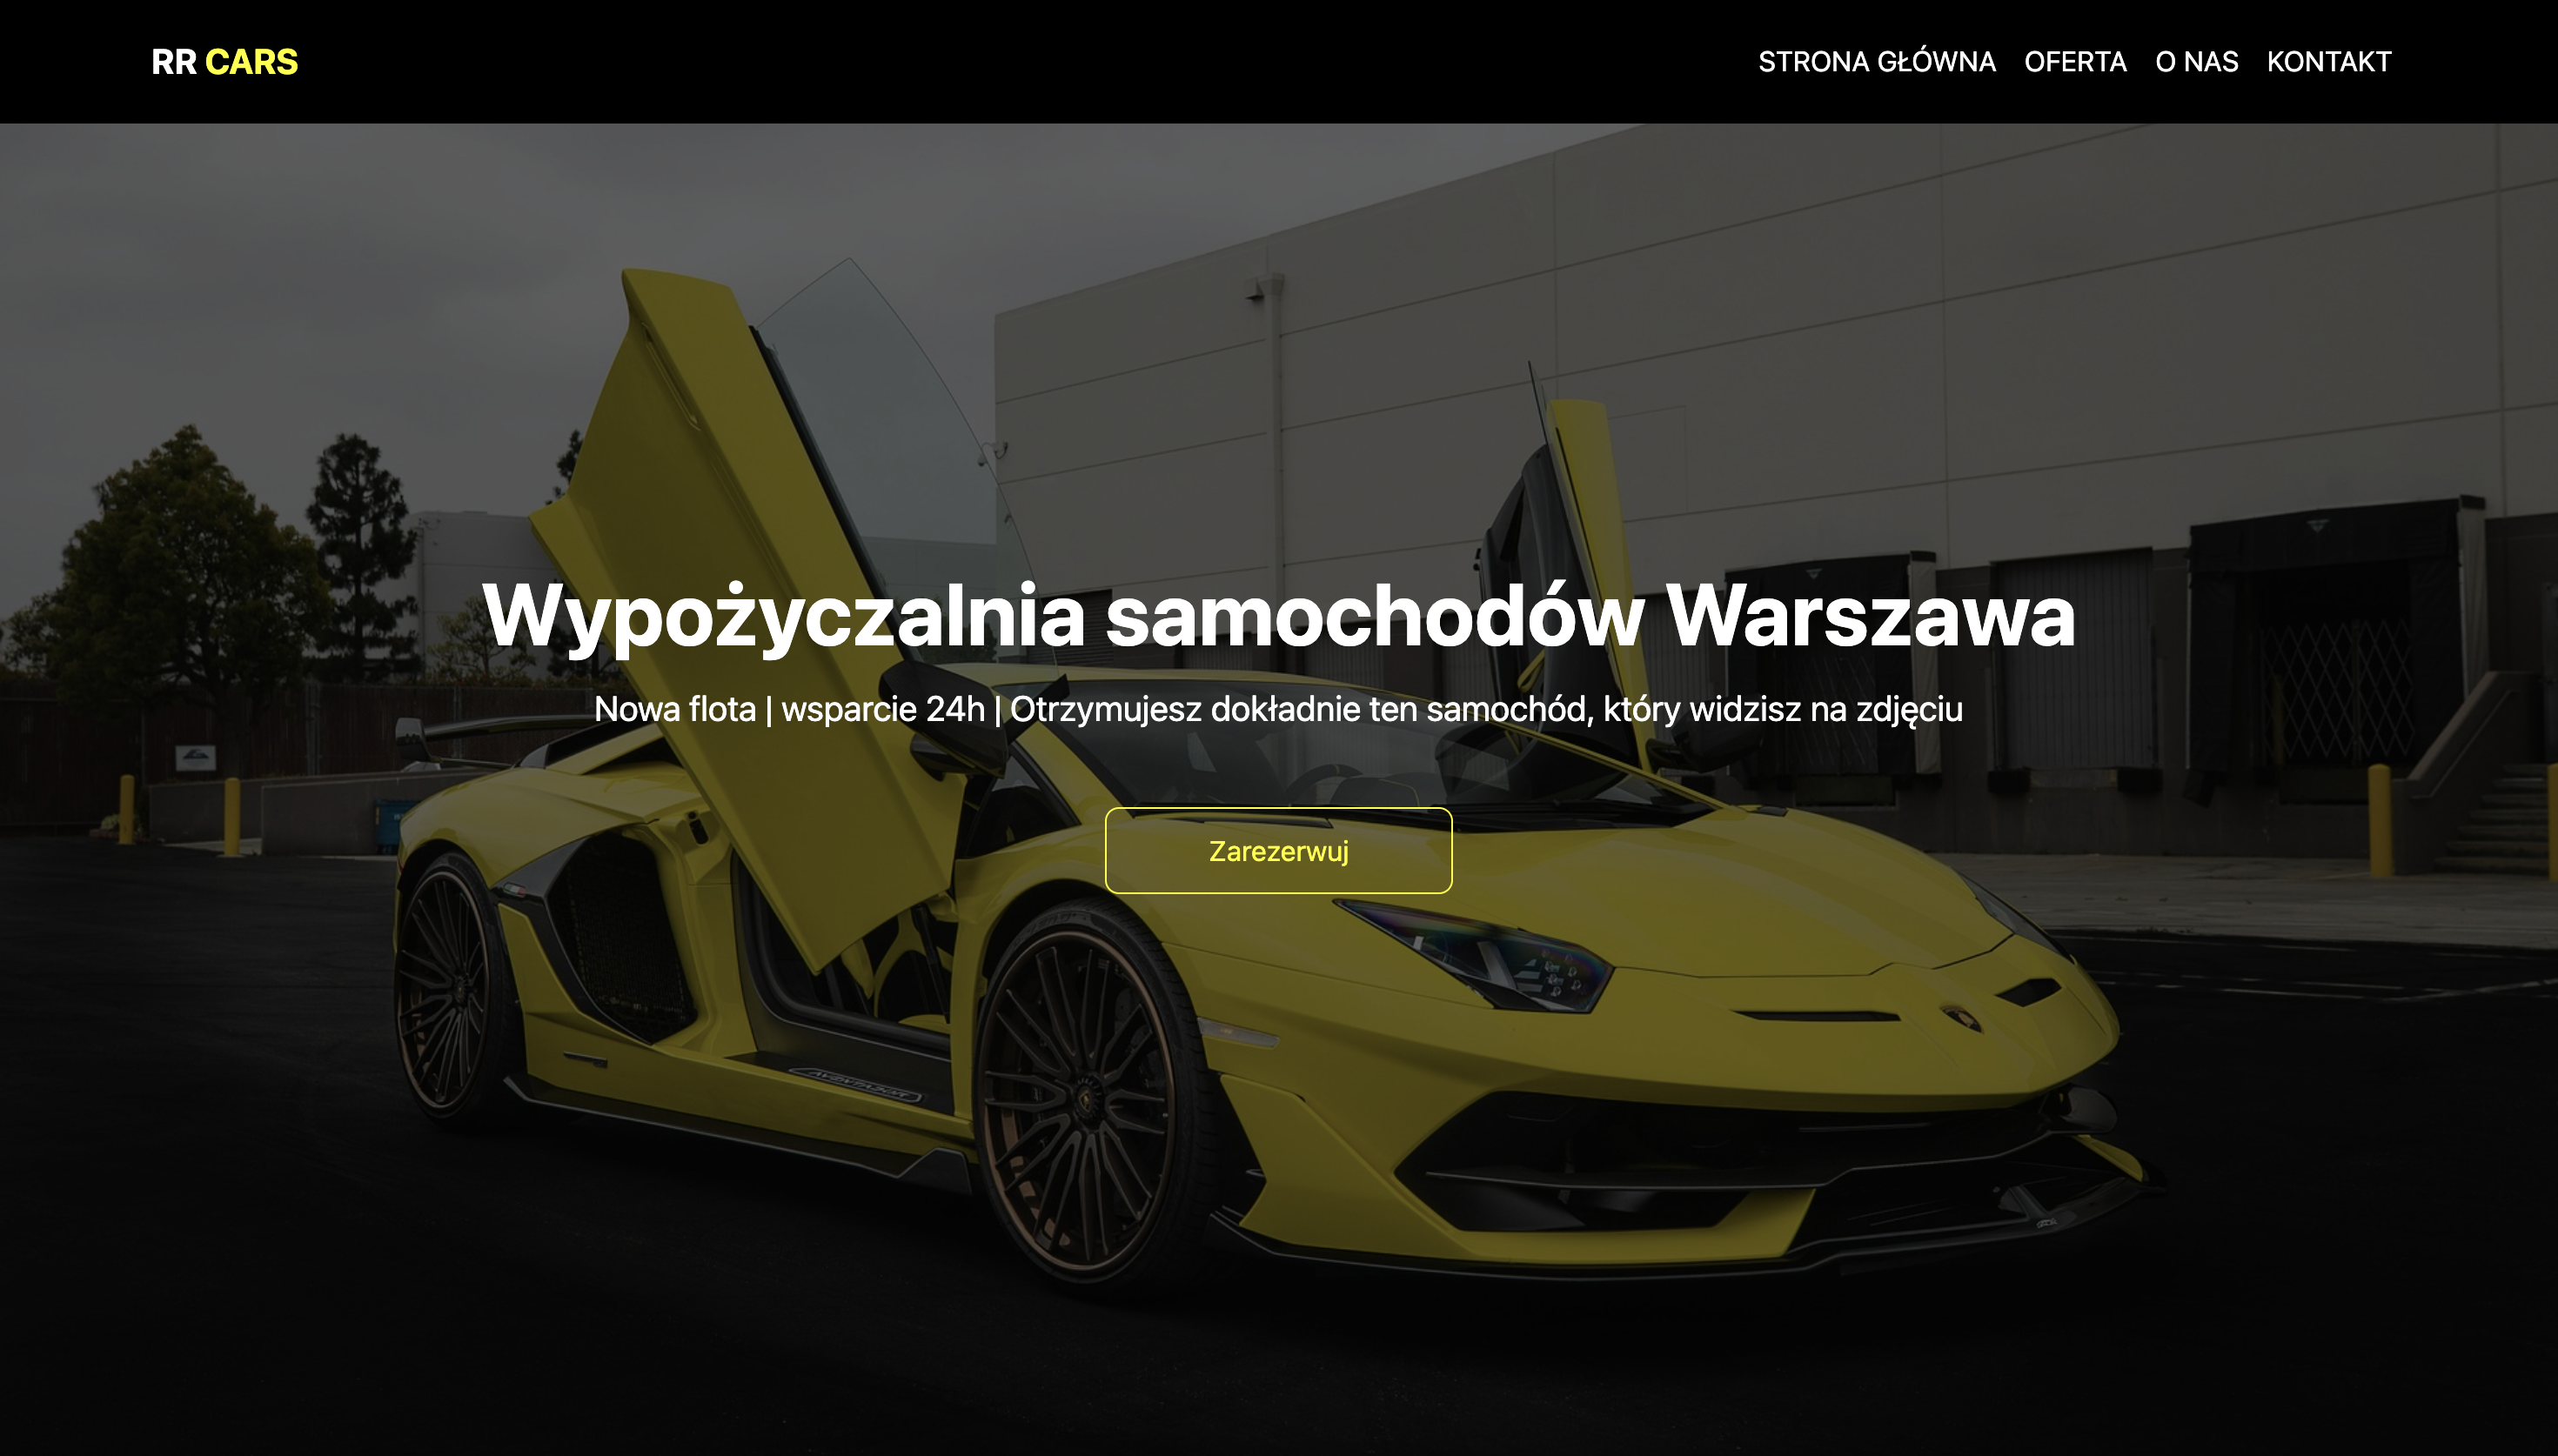 RR CARS
STRONA GŁÓWNA OFERTA O NAS KONTAKT
Wypożyczalnia samochodów Warszawa
Nowa flota | wsparcie 24h | Otrzymujesz dokładnie ten samochód, który widzisz na zdjęciu
Zarezerwuj
AVENTADOR